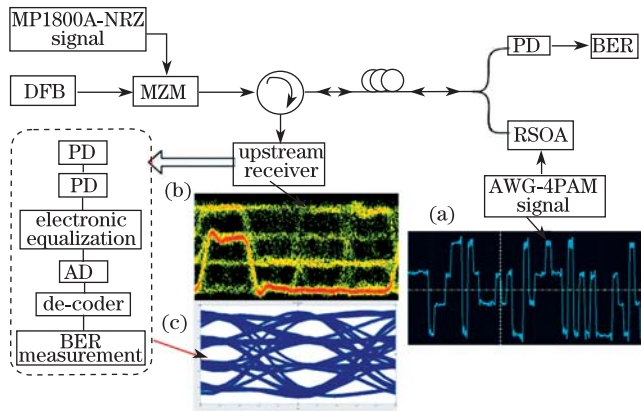 MP1800A-NRZ
signal
DFB
MZM
PD
BER
RSOA
AWG-4PAM
signal
(a)
upstream
receiver
(b)
(c)
PD
PD
electronic
equalization
AD
de-coder
BER
measurement